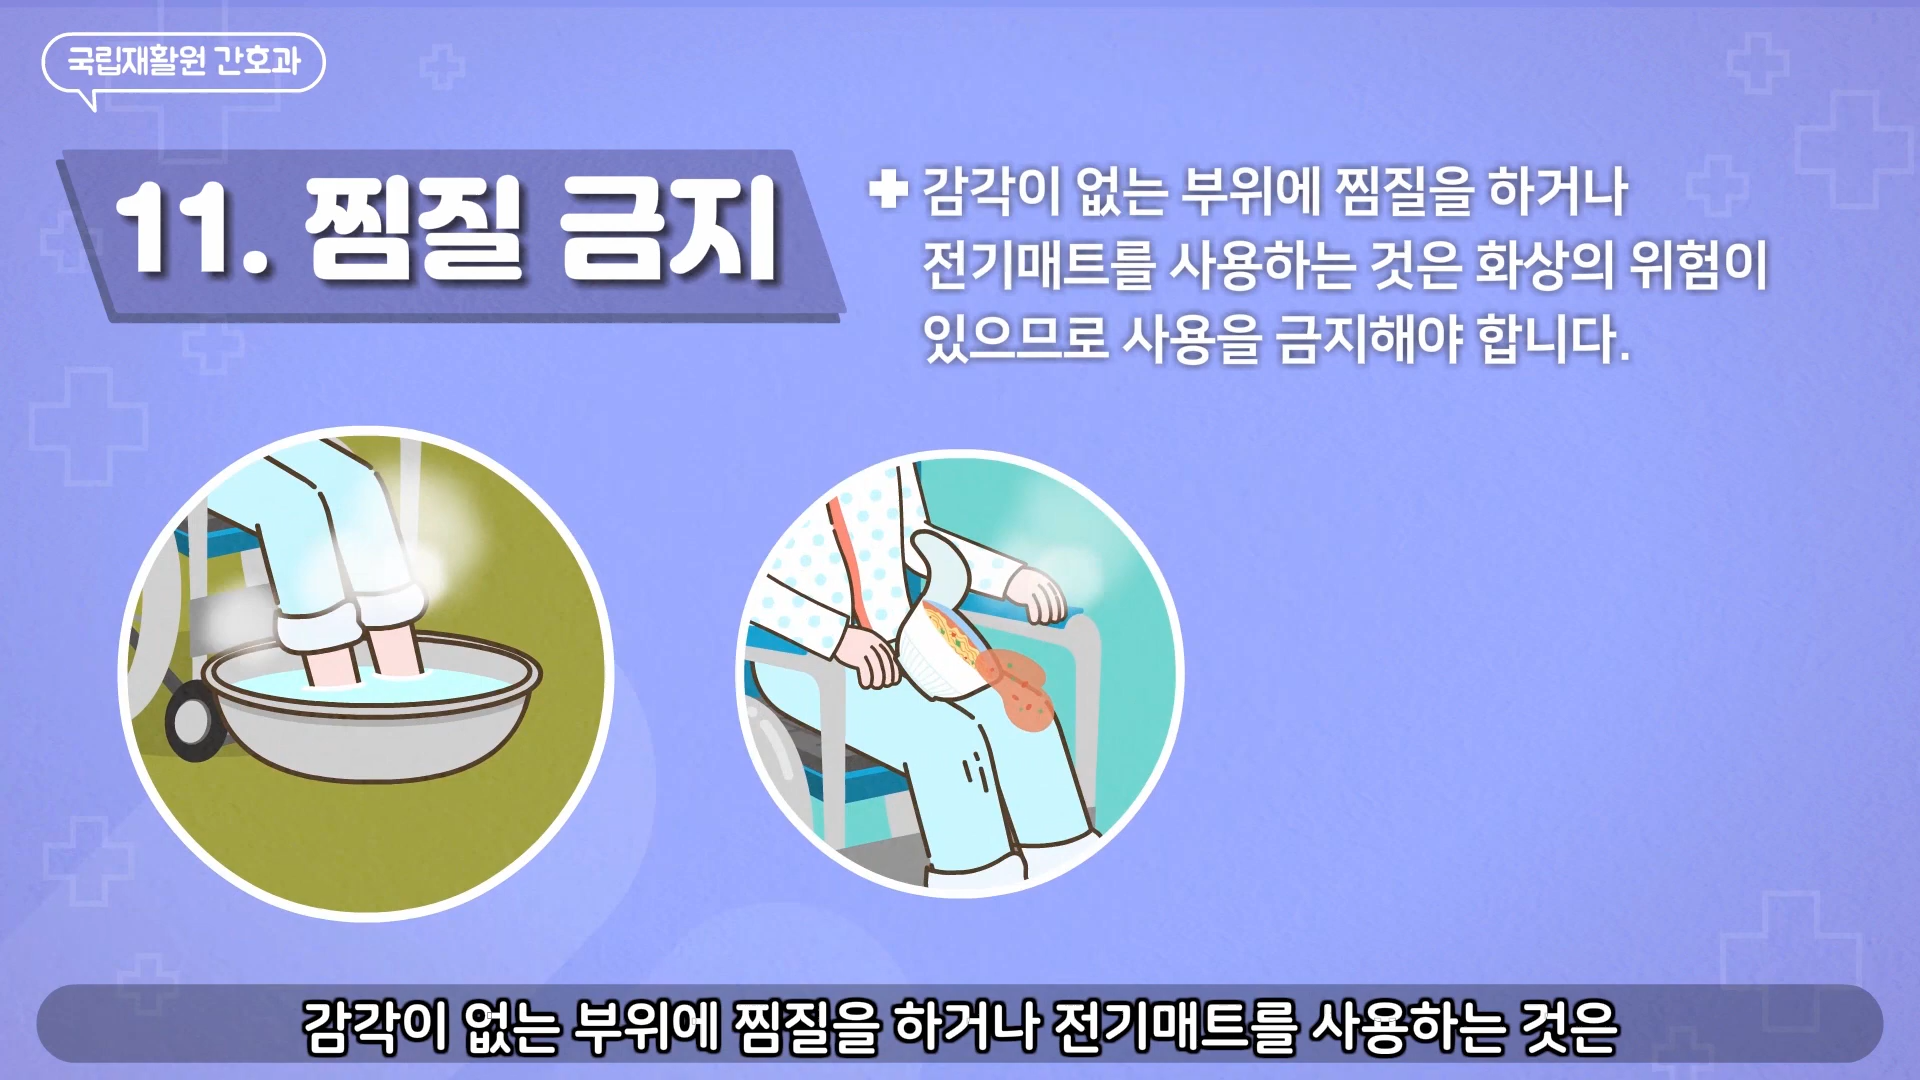 국립재활원 간호과
11. 찜질 금지
감각이 없는 부위에 찜질을 하거나
전기매트를 사용하는 것은 화상의 위험이
있으므로 사용을 금지해야 합니다.
감각이 없는 부위에 찜질을 하거나 전기매트를 사용하는 것은